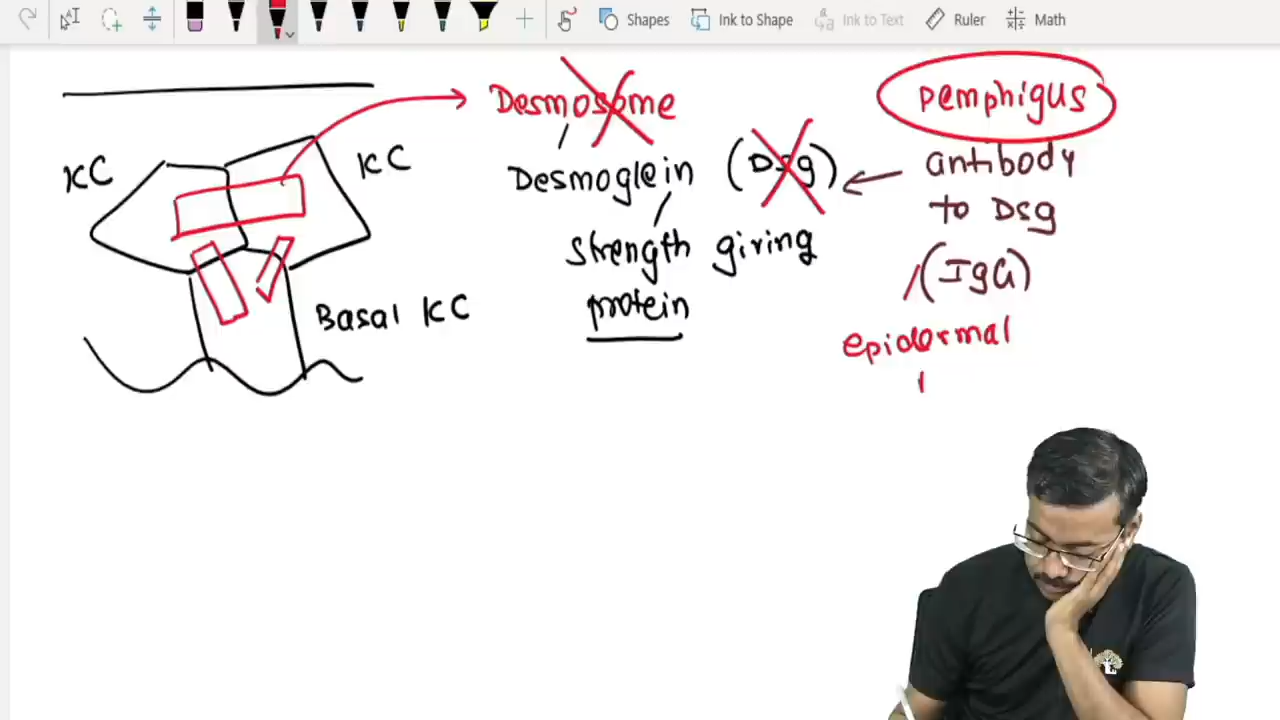 Shapes
Ink to Shape
Ink to Text
Ruler
Math
KC
KC
Basal KC
Desmosome
Desmoglein (Dsg)
strength giring
protein
pemphigus
antibody
to Dsg
(IgG)
epidermal